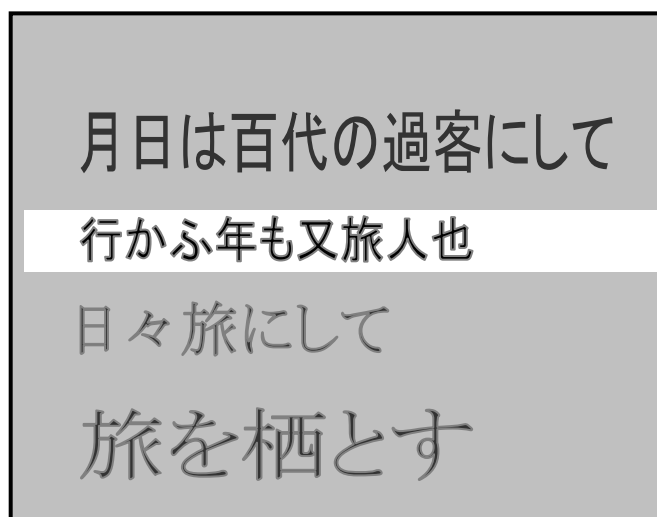 月日は百代の過客にして
行かふ年も又旅人也
日々旅にして
旅を栖とす